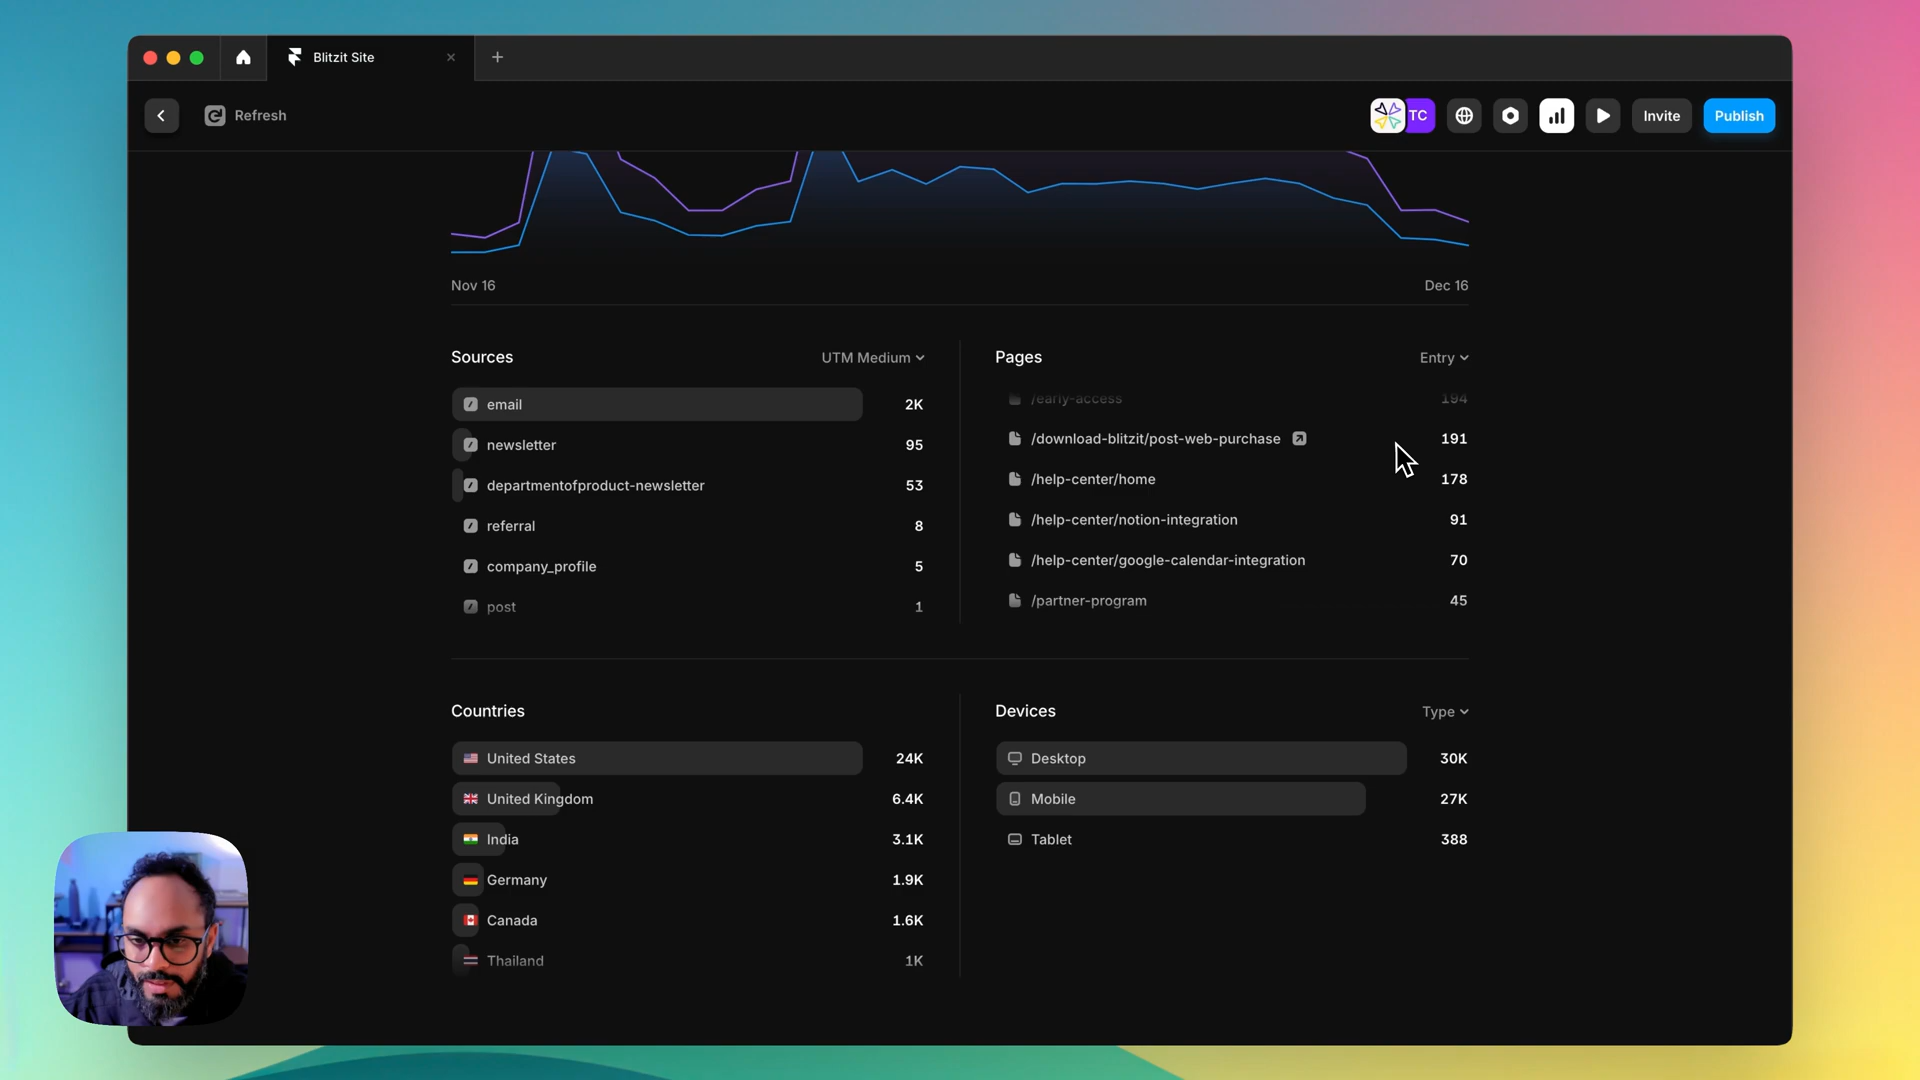 Blitzit Site
Refresh
TC
Invite
Publish
Nov 16
Dec 16
Sources
UTM Medium
email 2K
newsletter 95
departmentofproduct-newsletter 53
referral 8
company_profile 5
post 1
Pages
Entry
/early-access 194
/download-blitzit/post-web-purchase 191
/help-center/home 178
/help-center/notion-integration 91
/help-center/google-calendar-integration 70
/partner-program 45
Countries
United States 24K
United Kingdom 6.4K
India 3.1K
Germany 1.9K
Canada 1.6K
Thailand 1K
Devices
Type
Desktop 30K
Mobile 27K
Tablet 388